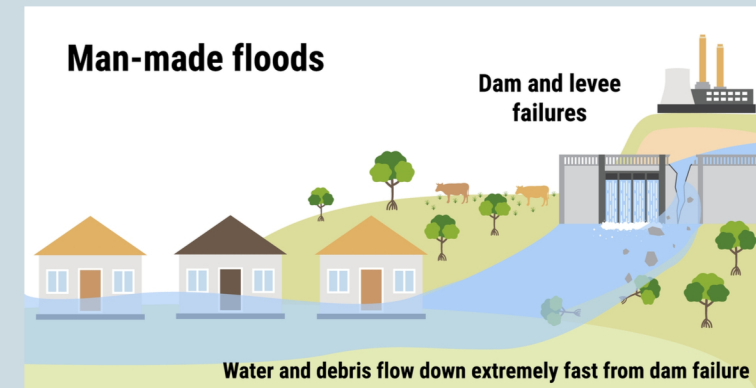 Man-made floods
Dam and levee
failures
Water and debris flow down extremely fast from dam failure